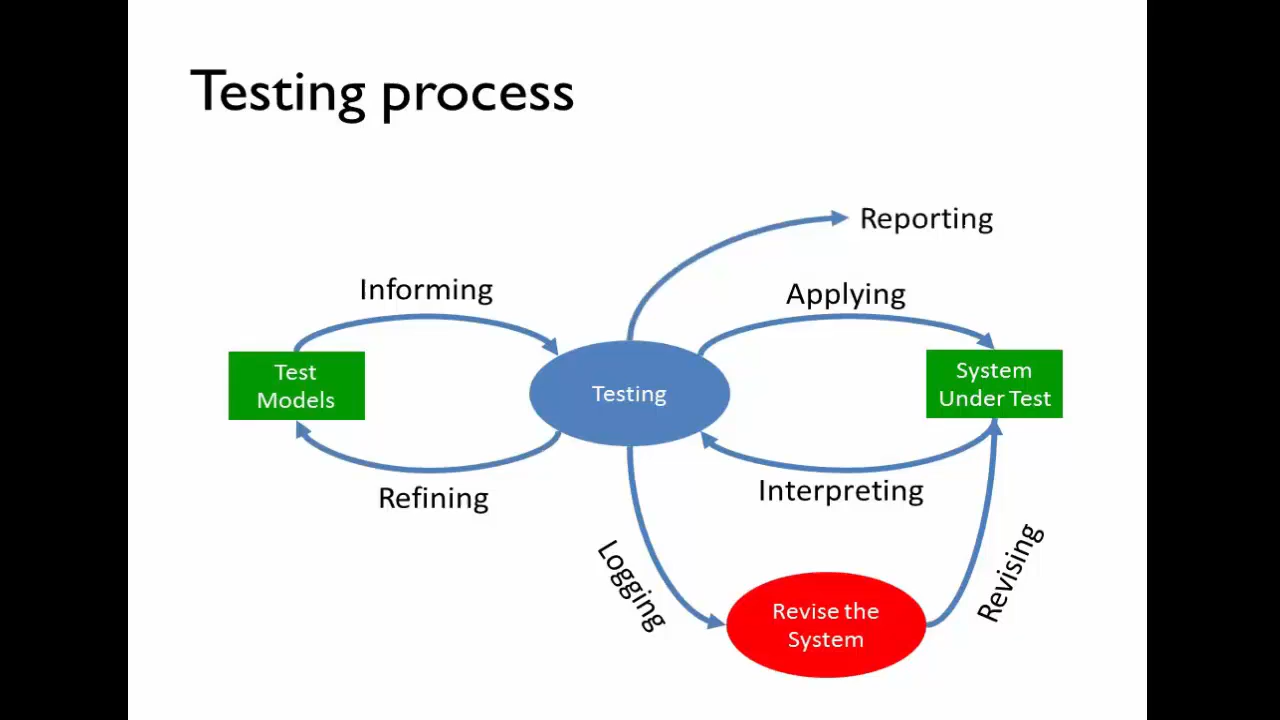 Testing process
Reporting
Informing
Applying
Test
Models
Testing
System
Under Test
Refining
Interpreting
Logging
Revising
Revise the
System